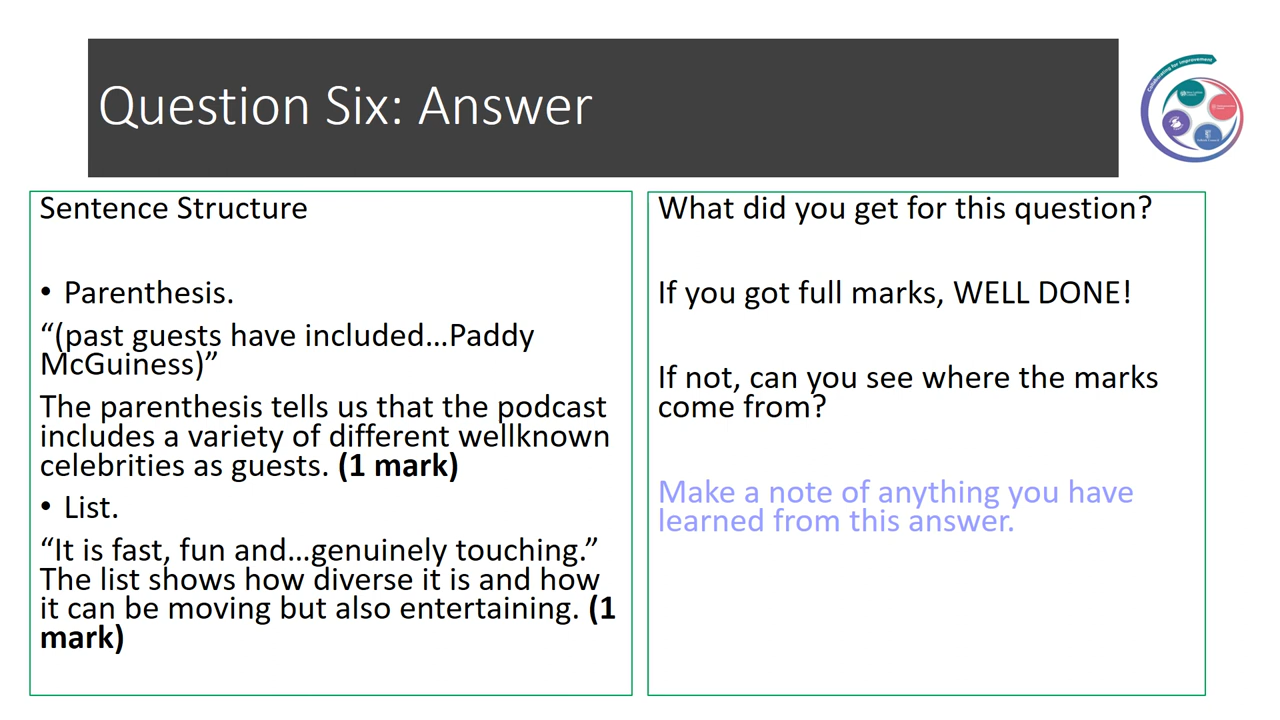 Question Six: Answer
Collaborating for Improvement
Sentence Structure
• Parenthesis.
“(past guests have included...Paddy
McGuiness)”
The parenthesis tells us that the podcast
includes a variety of different wellknown
celebrities as guests. (1 mark)
• List.
“It is fast, fun and...genuinely touching.”
The list shows how diverse it is and how
it can be moving but also entertaining. (1
mark)
What did you get for this question?
If you got full marks, WELL DONE!
If not, can you see where the marks
come from?
Make a note of anything you have
learned from this answer.